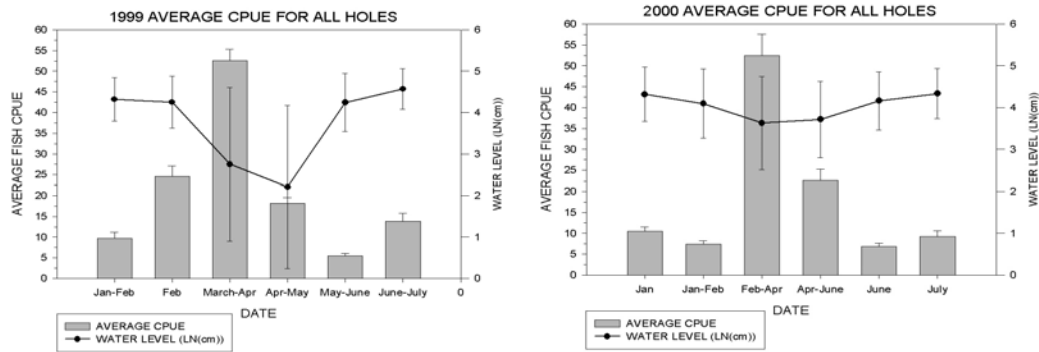 1999 AVERAGE CPUE FOR ALL HOLES
60
55
50
45
40
35
30
25
20
15
10
5
0
AVERAGE FISH CPUE
6
5
4
3
2
1
0
WATER LEVEL (LN(cm))
Jan-Feb Feb March-Apr Apr-May May-June June-July 0
DATE
AVERAGE CPUE
WATER LEVEL (LN(cm))
2000 AVERAGE CPUE FOR ALL HOLES
60
55
50
45
40
35
30
25
20
15
10
5
0
AVERAGE FISH CPUE
6
5
4
3
2
1
0
WATER LEVEL (LN(cm))
Jan Jan-Feb Feb-Apr Apr-June June July
DATE
AVERAGE CPUE
WATER LEVEL (LN(cm))